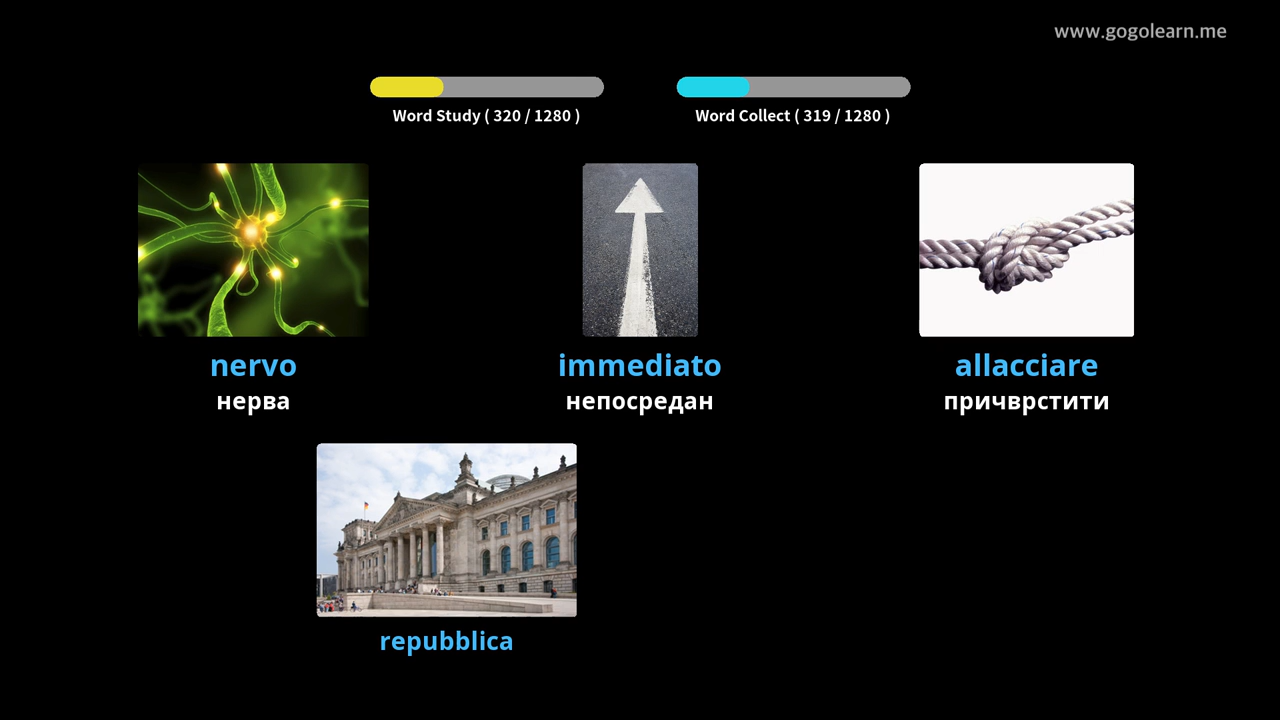 www.gogolearn.me
Word Study ( 320 / 1280 )
Word Collect ( 319 / 1280 )
nervo
нерва
immediato
непосредан
allacciare
причврстити
repubblica